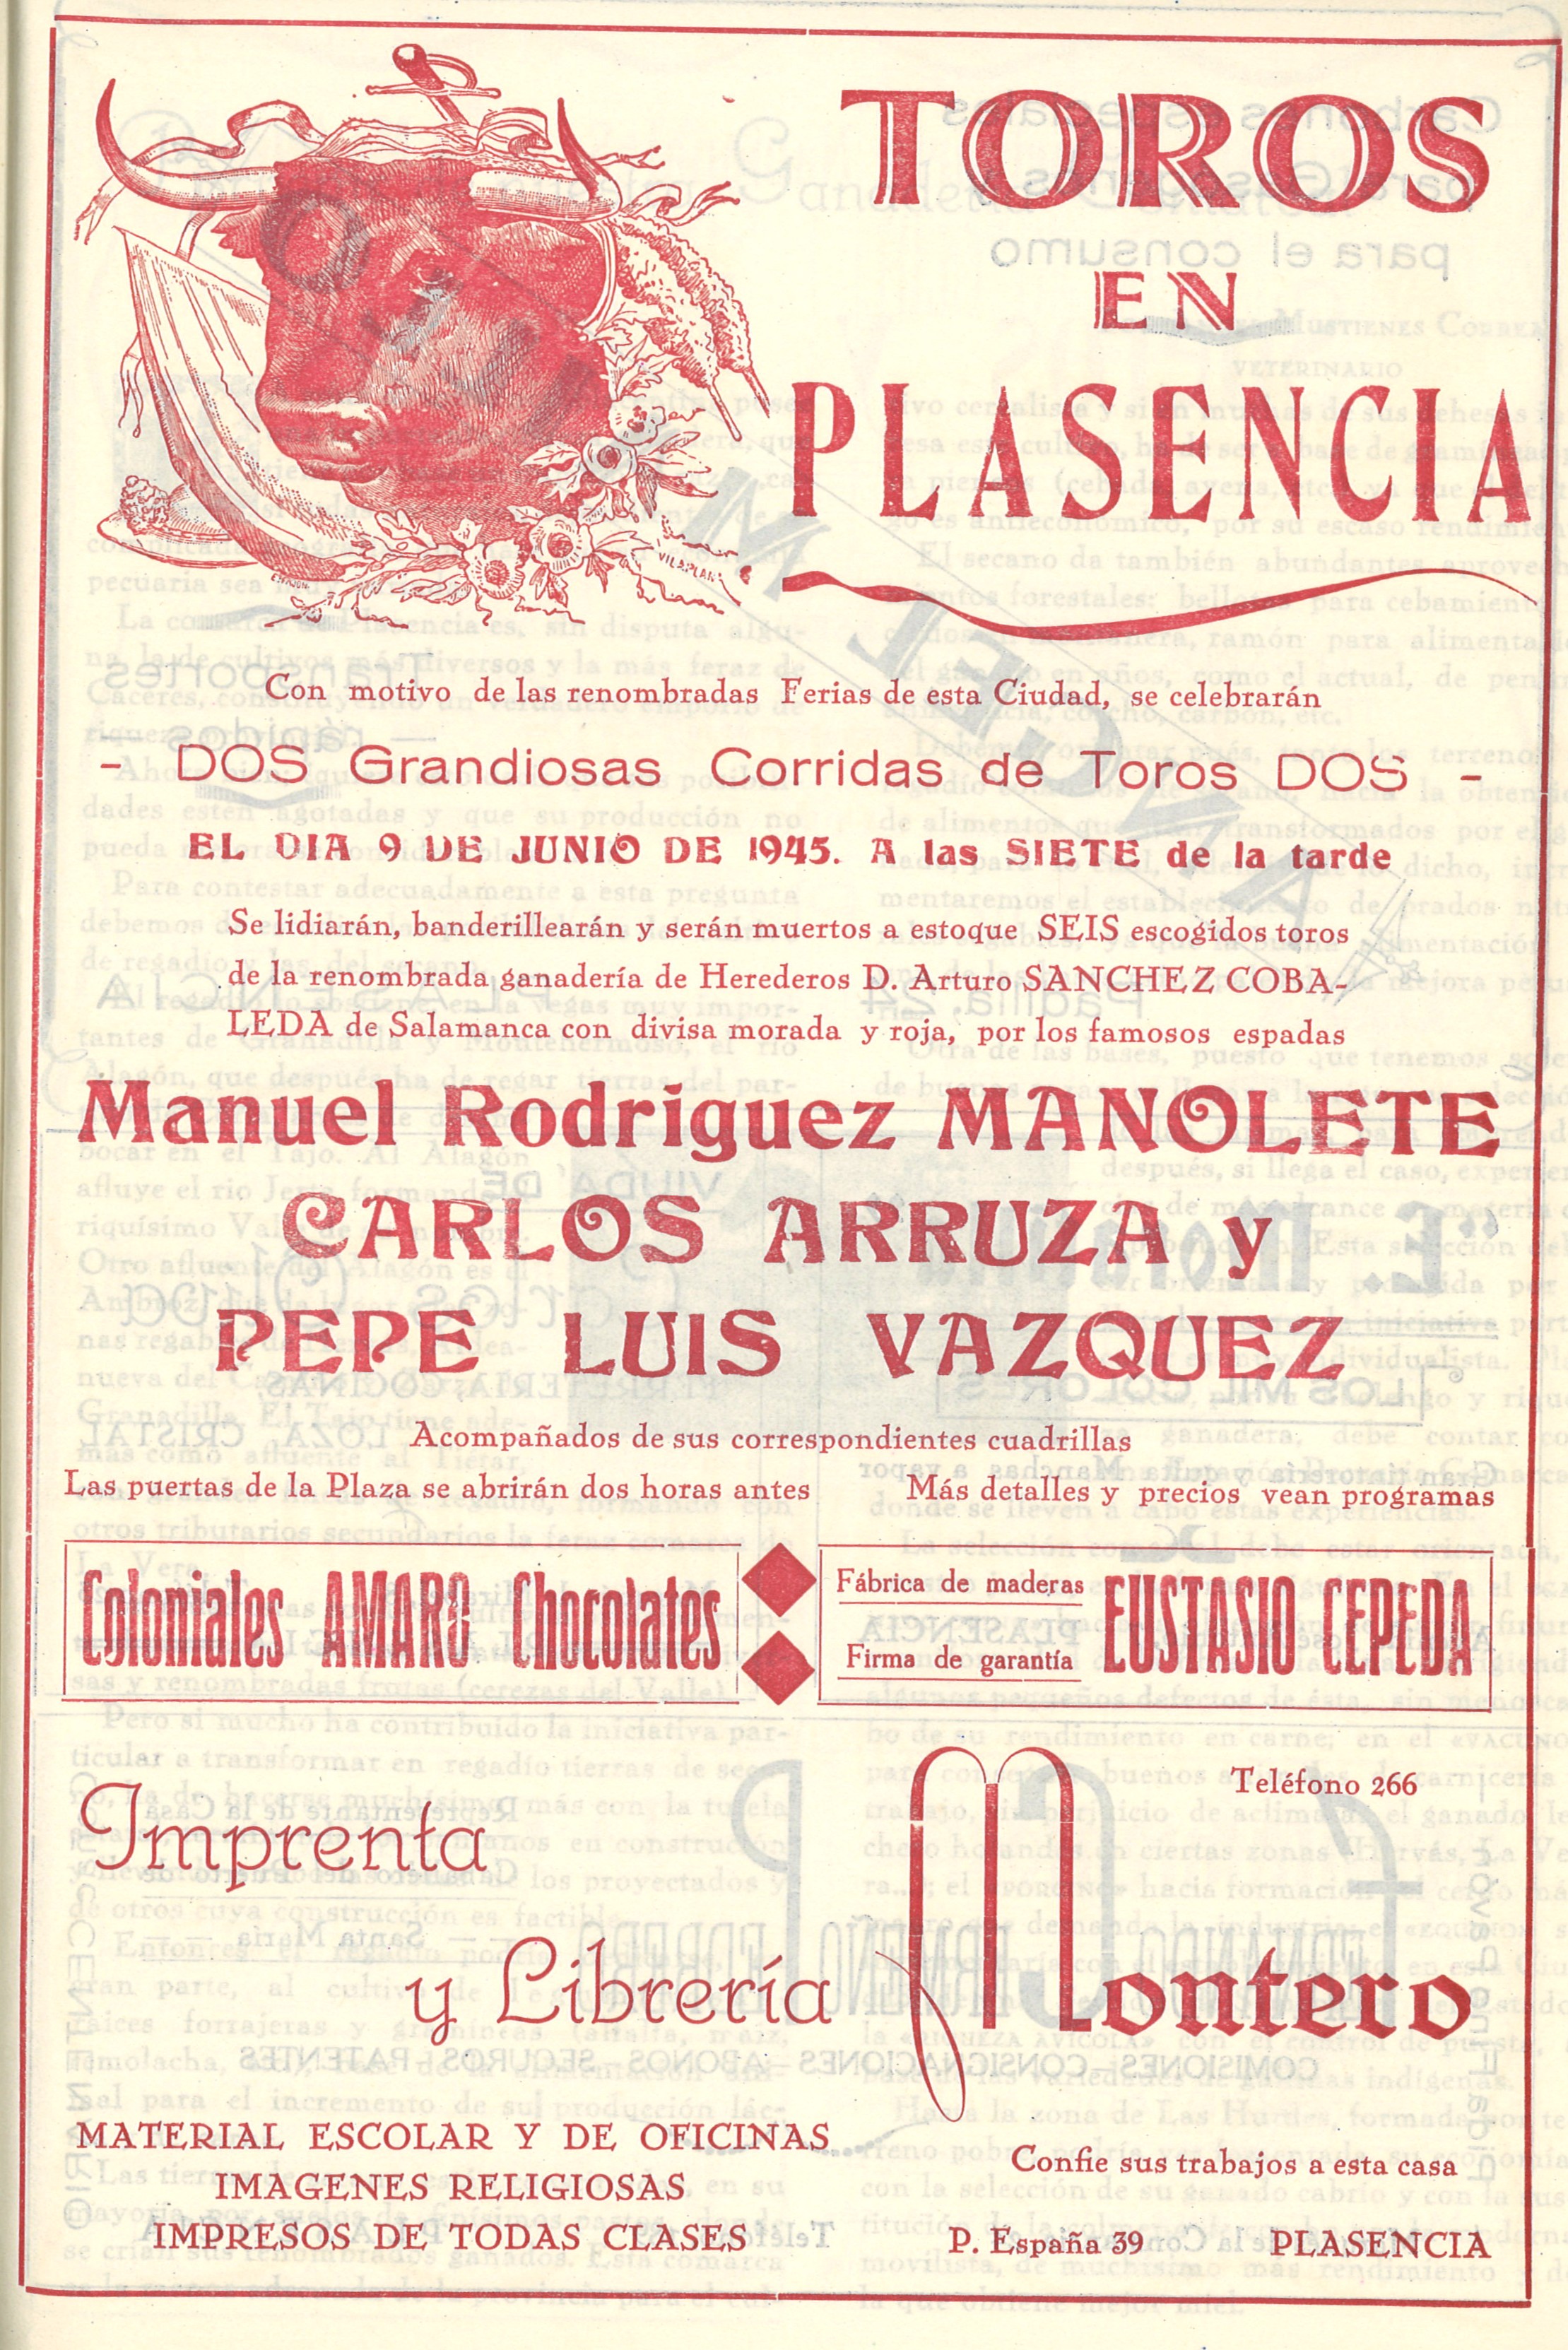 TOROS
EN
PLASENCIA
VILAPLANA
Con motivo de las renombradas Ferias de esta Ciudad, se celebrarán
- DOS Grandiosas Corridas de Toros DOS -
EL DIA 9 DE JUNIO DE 1945. A las SIETE de la tarde
Se lidiarán, banderillearán y serán muertos a estoque SEIS escogidos toros
de la renombrada ganadería de Herederos D. Arturo SANCHEZ COBA-
LEDA de Salamanca con divisa morada y roja, por los famosos espadas
Manuel Rodriguez MANOLETE
CARLOS ARRUZA y
PEPE LUIS VAZQUEZ
Acompañados de sus correspondientes cuadrillas
Las puertas de la Plaza se abrirán dos horas antes
Más detalles y precios vean programas
Coloniales AMARO Chocolates
Fábrica de maderas
Firma de garantía
EUSTASIO CEPEDA
Teléfono 266
Imprenta
y Librería Montero
MATERIAL ESCOLAR Y DE OFICINAS
IMAGENES RELIGIOSAS
IMPRESOS DE TODAS CLASES
Confie sus trabajos a esta casa
P. España 39 PLASENCIA